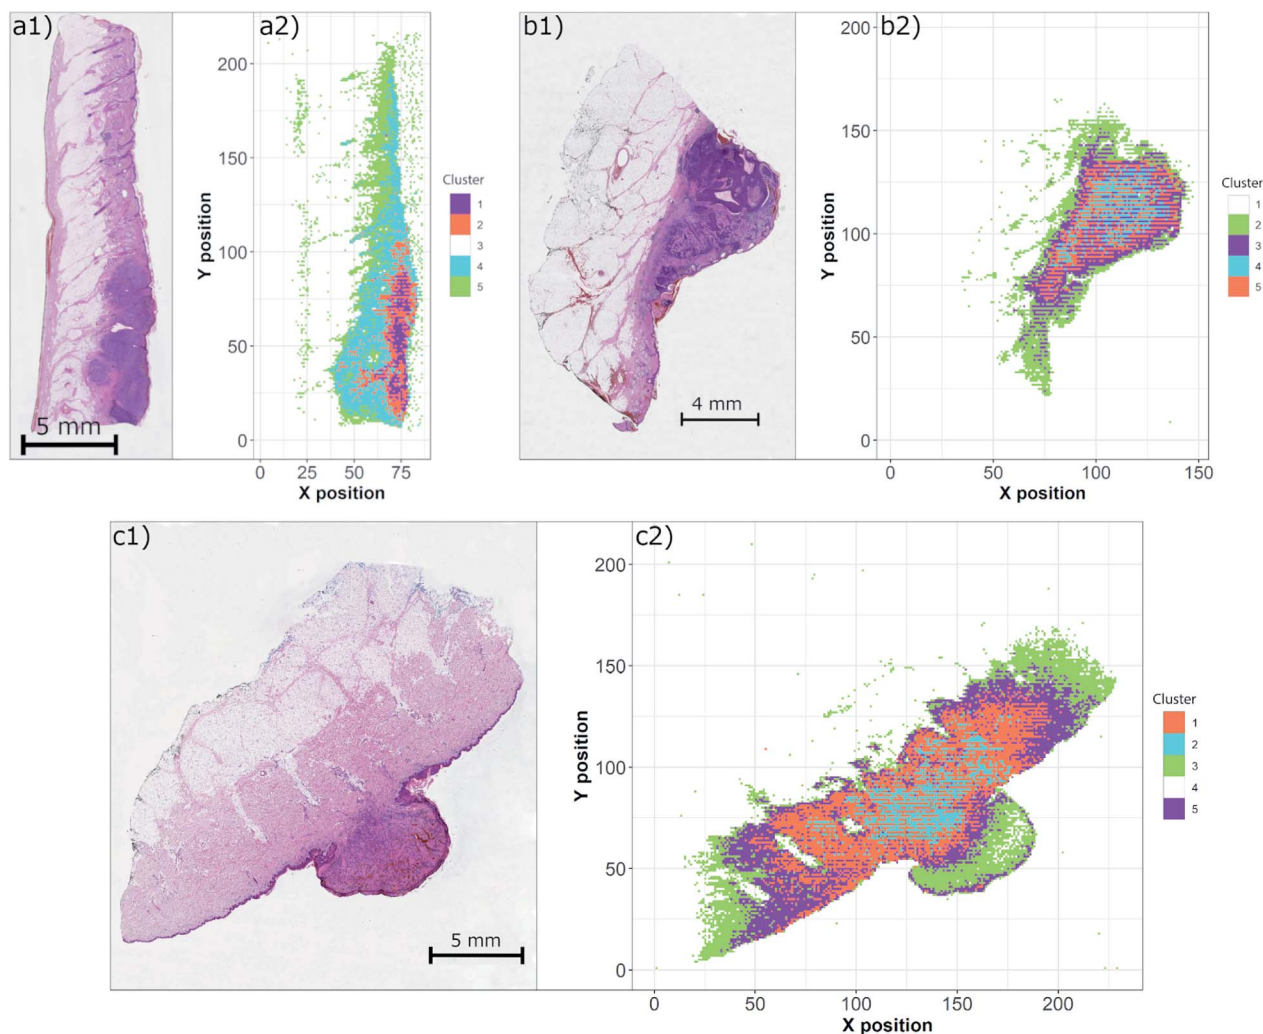 a1)
a2)
200
150
100
50
0
Y position
0 25 50 75
X position
Cluster
1
2
3
4
5
5 mm
b1)
b2)
200
150
100
50
0
Y position
0 50 100 150
X position
Cluster
1
2
3
4
5
4 mm
c1)
c2)
200
150
100
50
0
Y position
0 50 100 150 200
X position
Cluster
1
2
3
4
5
5 mm